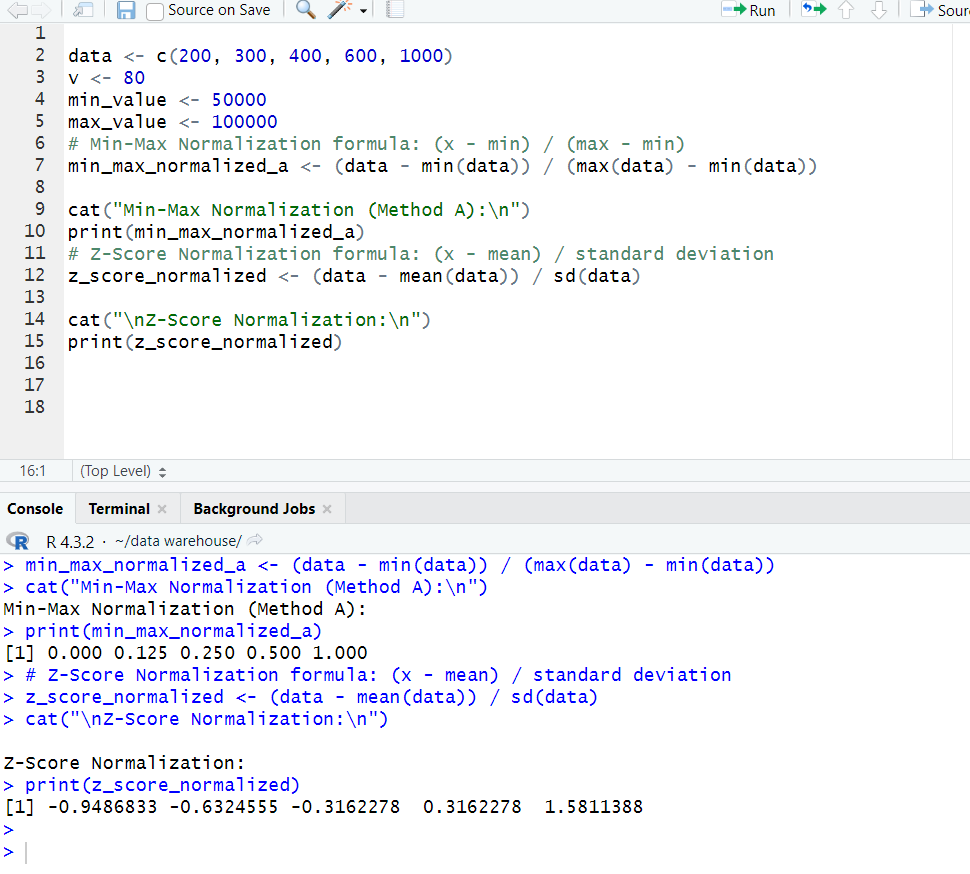 Source on Save Run Sour
1
2 data <- c(200, 300, 400, 600, 1000)
3 v <- 80
4 min_value <- 50000
5 max_value <- 100000
6 # Min-Max Normalization formula: (x - min) / (max - min)
7 min_max_normalized_a <- (data - min(data)) / (max(data) - min(data))
8
9 cat("Min-Max Normalization (Method A):\n")
10 print(min_max_normalized_a)
11 # Z-Score Normalization formula: (x - mean) / standard deviation
12 z_score_normalized <- (data - mean(data)) / sd(data)
13
14 cat("\nZ-Score Normalization:\n")
15 print(z_score_normalized)
16
17
18
16:1 (Top Level)
Console Terminal × Background Jobs ×
R R 4.3.2 · ~/data warehouse/
> min_max_normalized_a <- (data - min(data)) / (max(data) - min(data))
> cat("Min-Max Normalization (Method A):\n")
Min-Max Normalization (Method A):
> print(min_max_normalized_a)
[1] 0.000 0.125 0.250 0.500 1.000
> # Z-Score Normalization formula: (x - mean) / standard deviation
> z_score_normalized <- (data - mean(data)) / sd(data)
> cat("\nZ-Score Normalization:\n")

Z-Score Normalization:
> print(z_score_normalized)
[1] -0.9486833 -0.6324555 -0.3162278  0.3162278  1.5811388
>
>